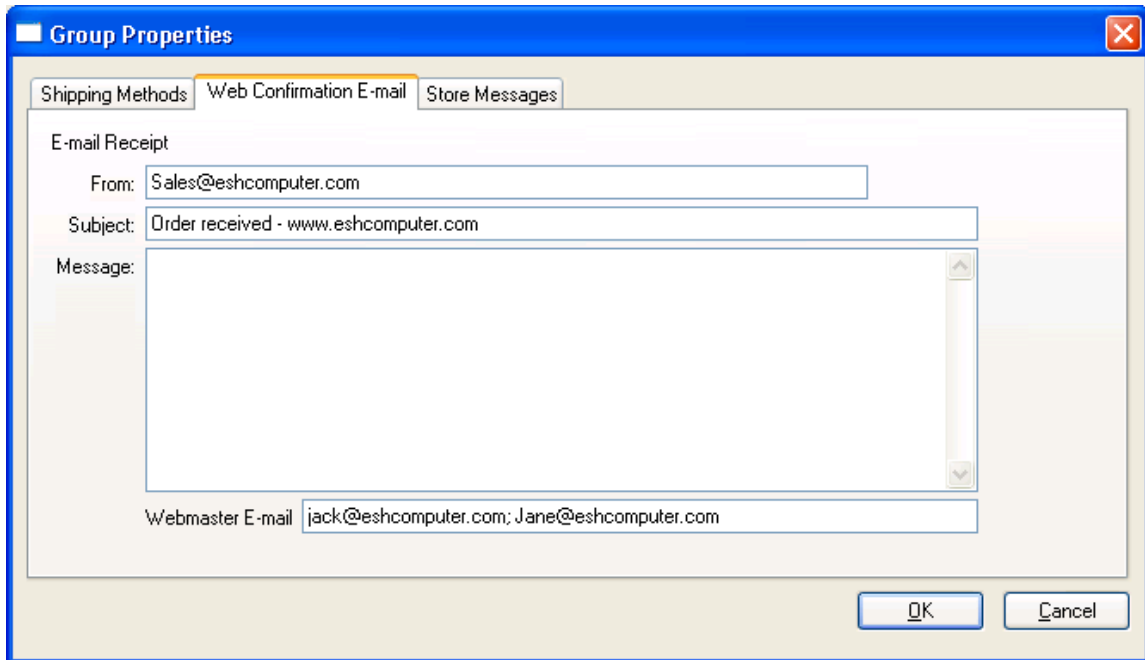 Group Properties
Shipping Methods Web Confirmation E-mail Store Messages
E-mail Receipt
From: Sales@eshcomputer.com
Subject: Order received - www.eshcomputer.com
Message:
Webmaster E-mail jack@eshcomputer.com; Jane@eshcomputer.com
OK Cancel